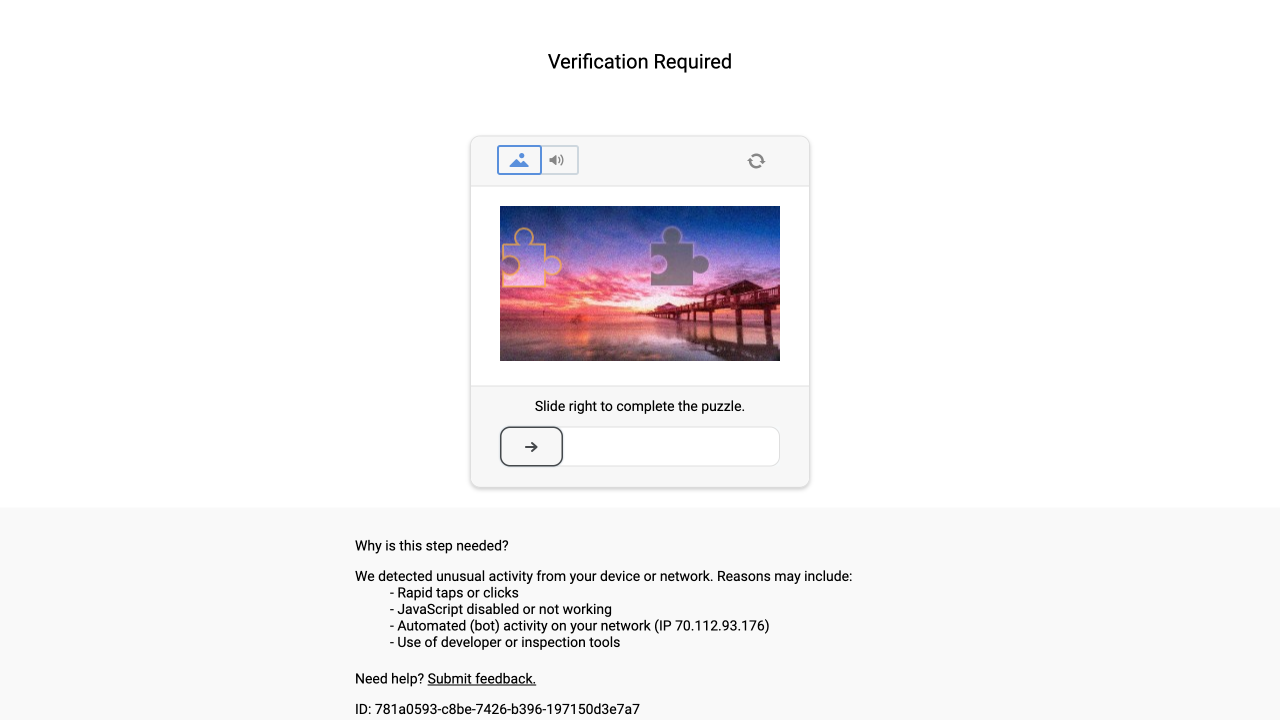 Verification Required
Slide right to complete the puzzle.
Why is this step needed?
We detected unusual activity from your device or network. Reasons may include:
- Rapid taps or clicks
- JavaScript disabled or not working
- Automated (bot) activity on your network (IP 70.112.93.176)
- Use of developer or inspection tools
Need help? Submit feedback.
ID: 781a0593-c8be-7426-b396-197150d3e7a7